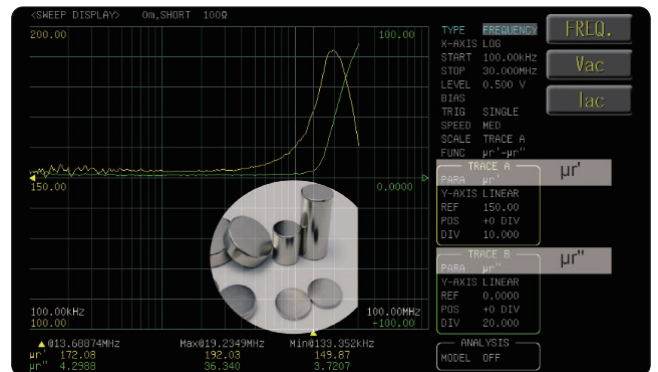 <SWEEP DISPLAY> 0m,SHORT 100Ω
200.00 100.00
150.00 0.0000
100.00kHz 100.00MHz
100.00 -100.00
@13.68874MHz Max@19.2349MHz Min@133.352kHz
μr' 172.08 192.03 149.87
μr" 4.2988 36.340 3.7207
TYPE FREQUENCY
X-AXIS LOG
START 100.00kHz
STOP 30.000MHz
LEVEL 0.500 V
BIAS
TRIG SINGLE
SPEED MED
SCALE TRACE A
FUNC μr'-μr"
TRACE A
PARA μr'
μr'
Y-AXIS LINEAR
REF 150.00
POS +0 DIV
DIV 10.000
TRACE B
PARA μr"
μr"
Y-AXIS LINEAR
REF 0.0000
POS +0 DIV
DIV 20.000
ANALYSIS
MODEL OFF
FREQ.
Vac
Iac